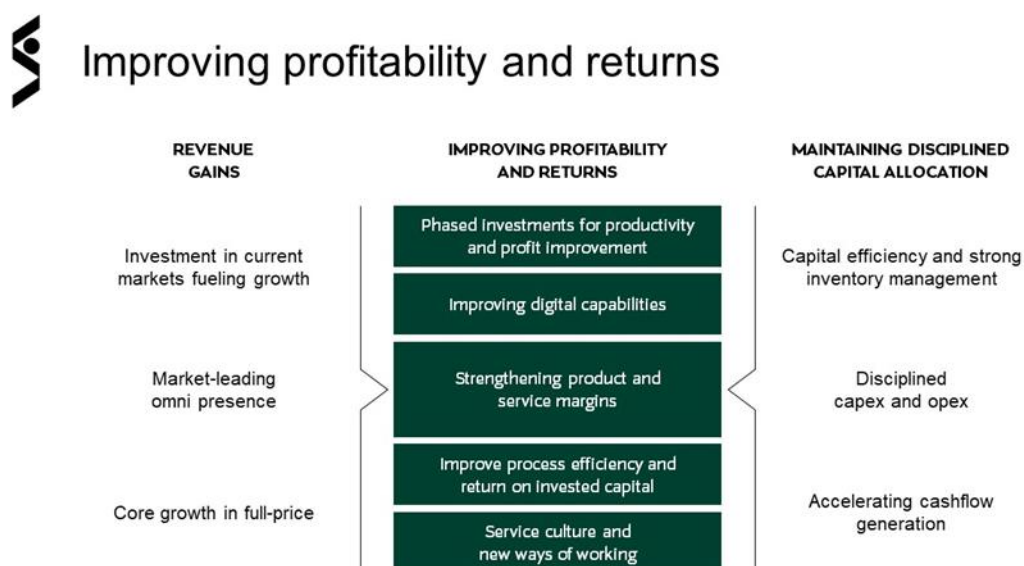 Improving profitability and returns
REVENUE
GAINS
Investment in current
markets fueling growth
Market-leading
omni presence
Core growth in full-price
IMPROVING PROFITABILITY
AND RETURNS
Phased investments for productivity
and profit improvement
Improving digital capabilities
Strengthening product and
service margins
Improve process efficiency and
return on invested capital
Service culture and
new ways of working
MAINTAINING DISCIPLINED
CAPITAL ALLOCATION
Capital efficiency and strong
inventory management
Disciplined
capex and opex
Accelerating cashflow
generation